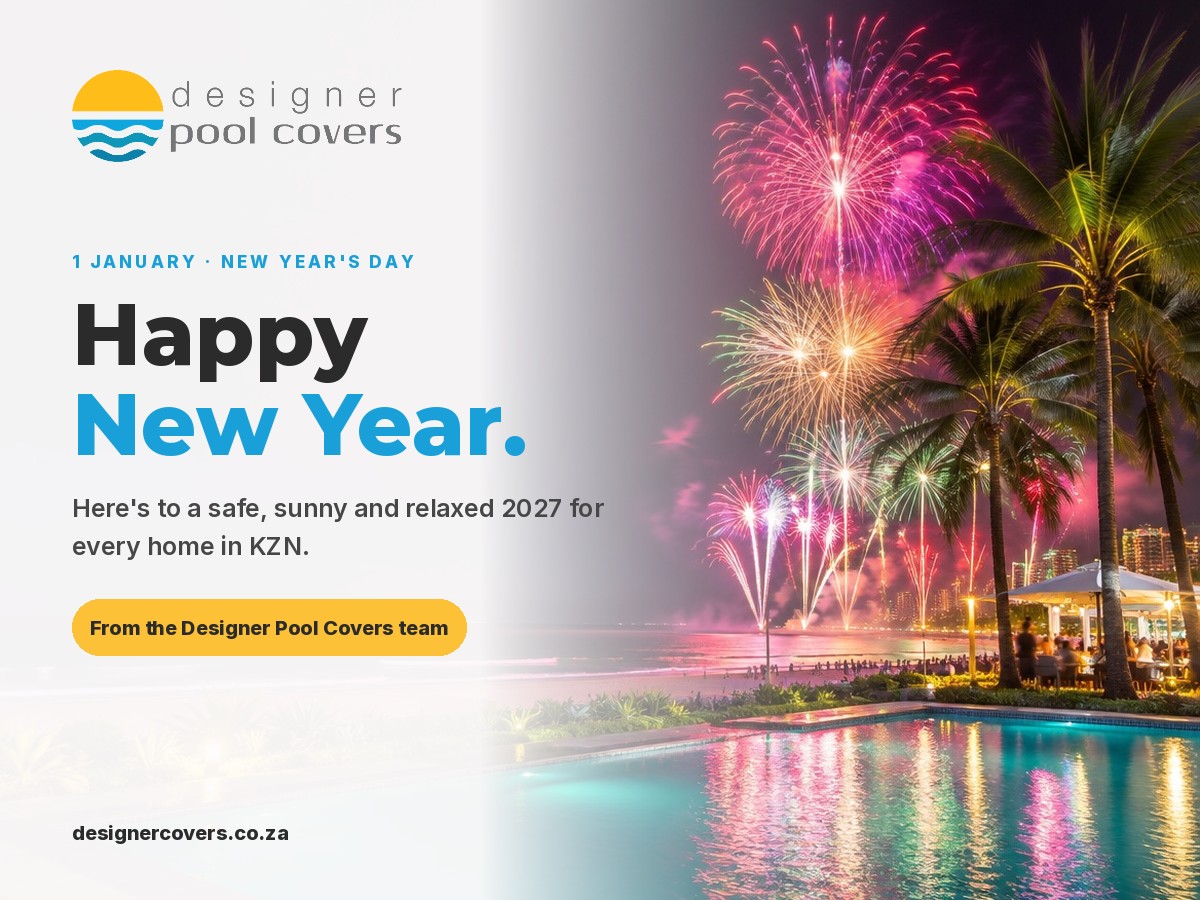 designer
pool covers
1 JANUARY · NEW YEAR'S DAY
Happy
New Year.
Here's to a safe, sunny and relaxed 2027 for
every home in KZN.
From the Designer Pool Covers team
designercovers.co.za